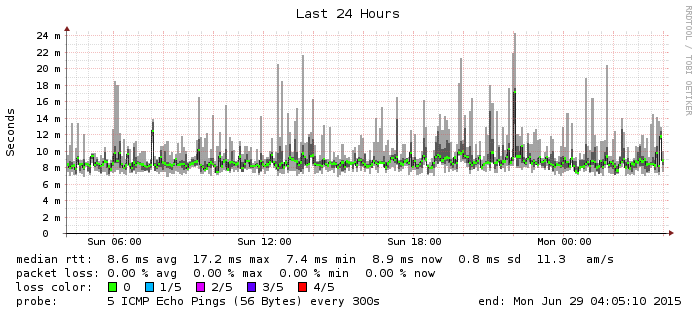 Last 24 Hours
RRDTOOL / TOBI OETIKER
Seconds
24 m
22 m
20 m
18 m
16 m
14 m
12 m
10 m
8 m
6 m
4 m
2 m
0
Sun 06:00 Sun 12:00 Sun 18:00 Mon 00:00
median rtt: 8.6 ms avg 17.2 ms max 7.4 ms min 8.9 ms now 0.8 ms sd 11.3 am/s
packet loss: 0.00 % avg 0.00 % max 0.00 % min 0.00 % now
loss color: 0 1/5 2/5 3/5 4/5
probe: 5 ICMP Echo Pings (56 Bytes) every 300s end: Mon Jun 29 04:05:10 2015